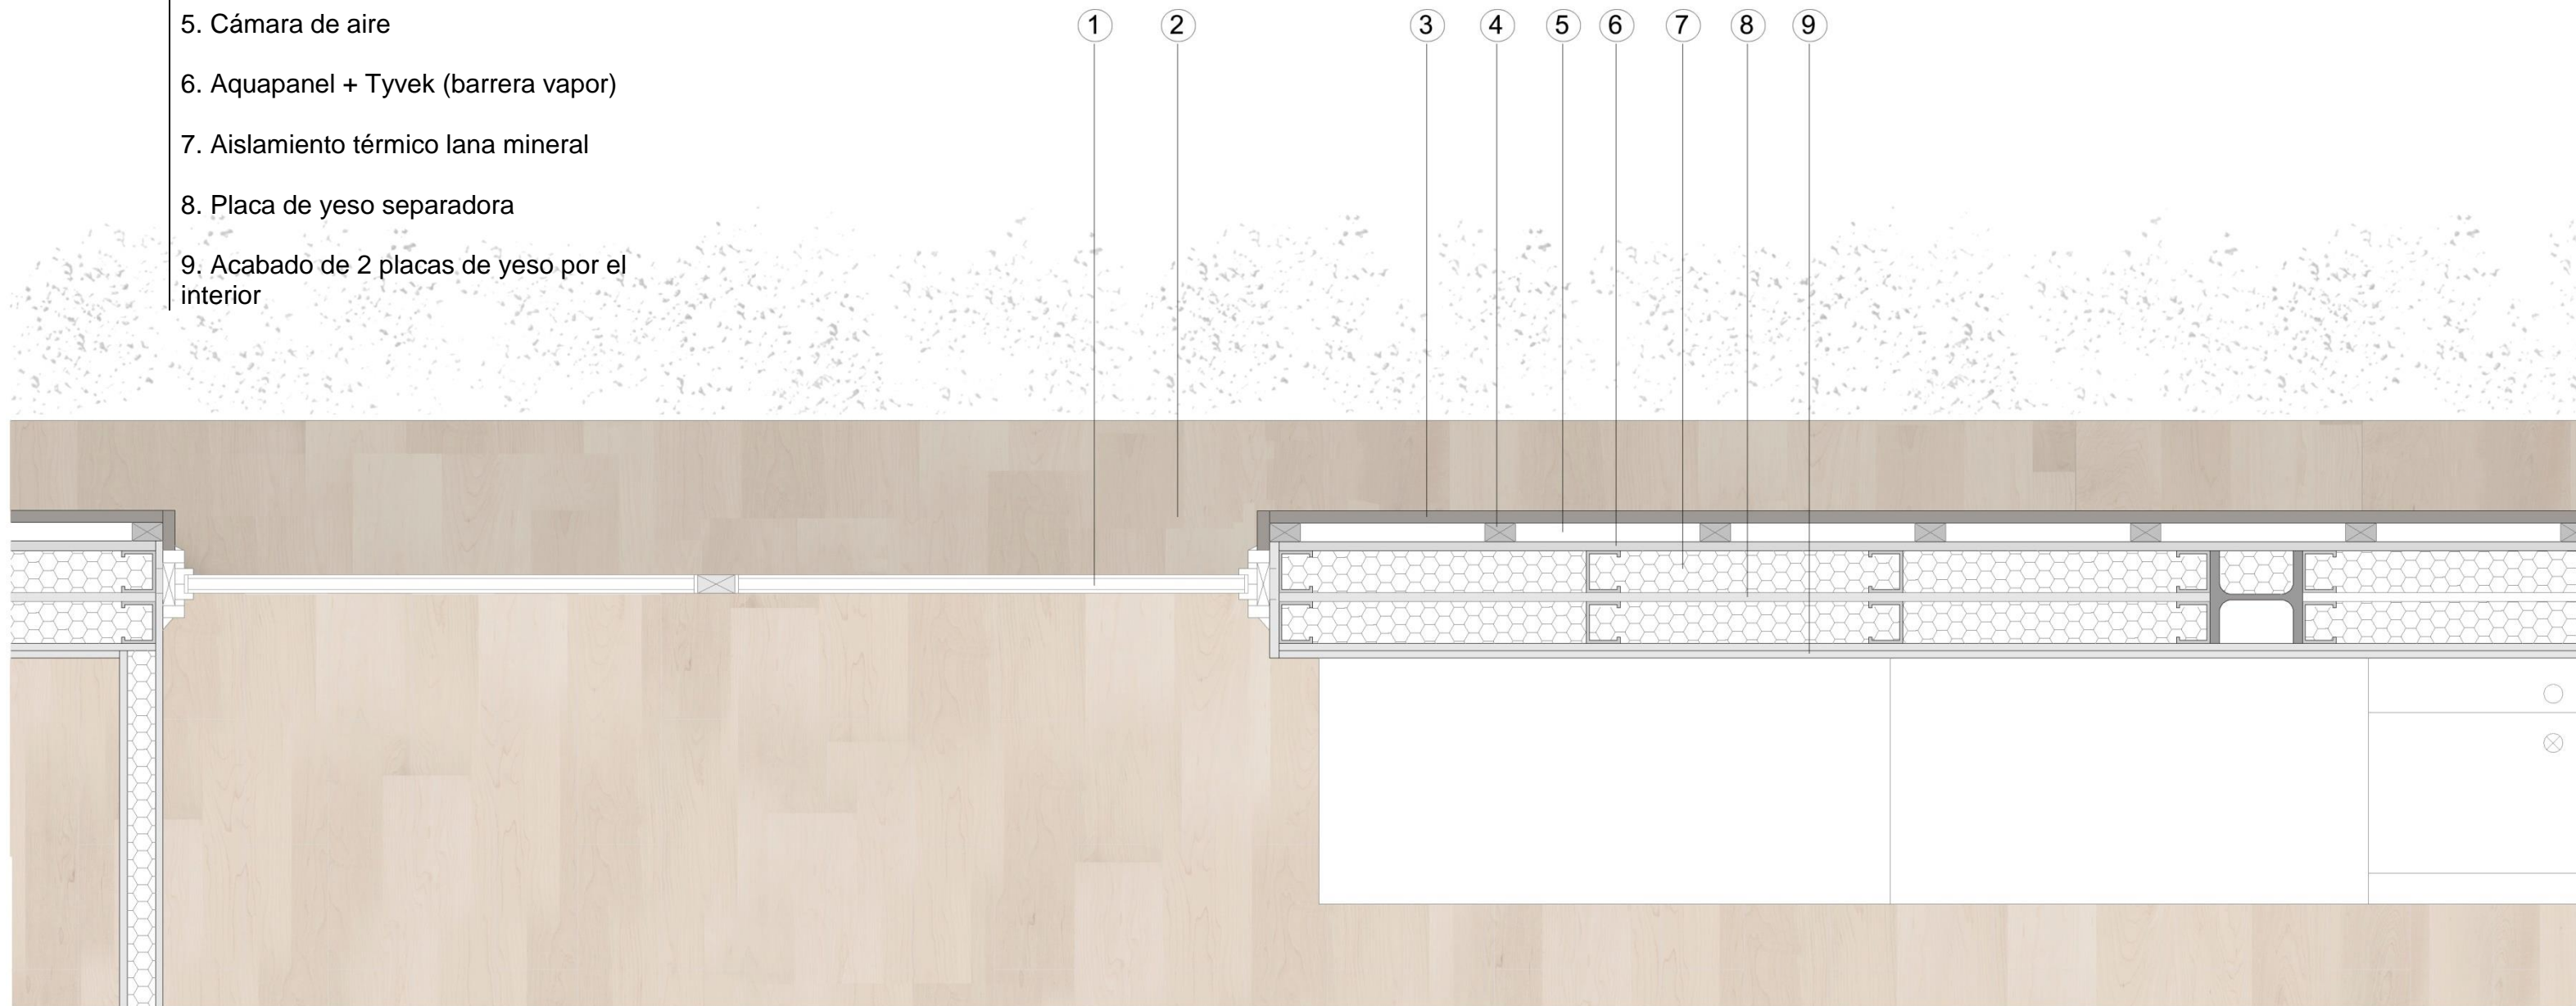 5. Cámara de aire
6. Aquapanel + Tyvek (barrera vapor)
7. Aislamiento térmico lana mineral
8. Placa de yeso separadora
9. Acabado de 2 placas de yeso por el
interior
1 2 3 4 5 6 7 8 9